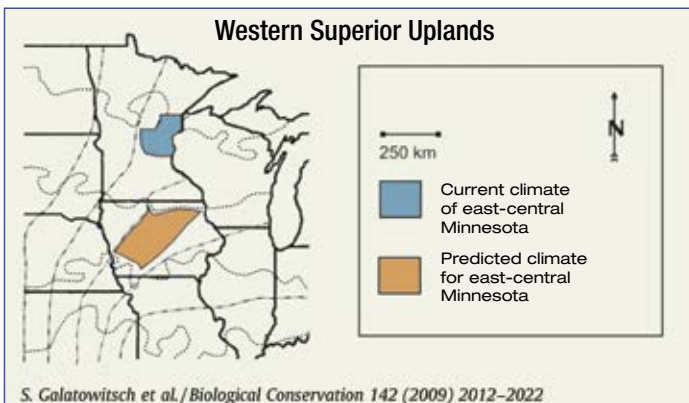 Western Superior Uplands
N
250 km
Current climate
of east-central
Minnesota
Predicted climate
for east-central
Minnesota
S. Galatowitsch et al. / Biological Conservation 142 (2009) 2012–2022